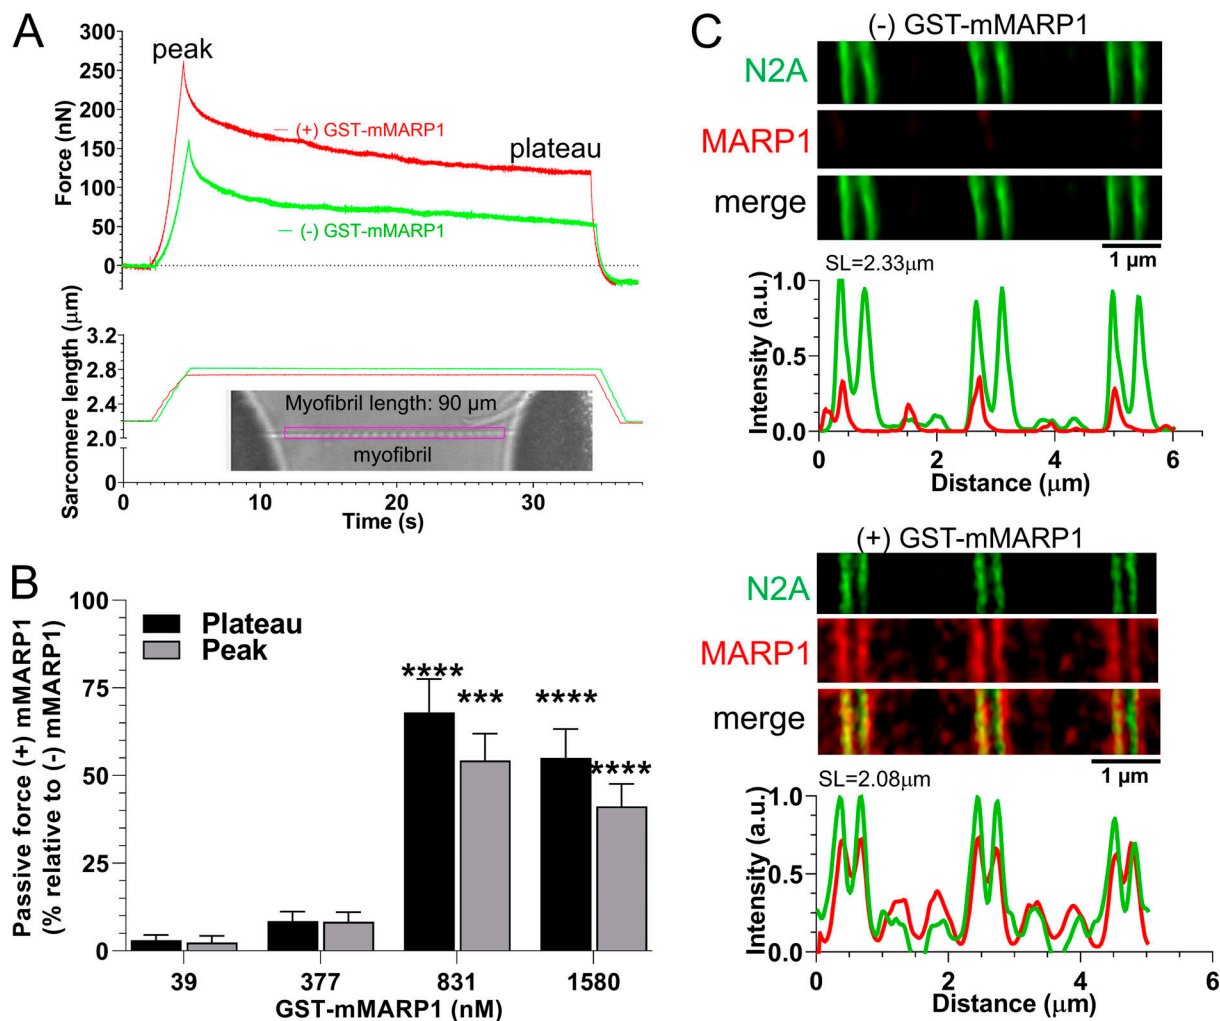 A
peak
(+) GST-mMARP1
plateau
(-) GST-mMARP1
Force (nN)
300
250
200
150
100
50
0
Sarcomere length (μm)
3.2
2.8
2.4
2.0
0
Myofibril length: 90 μm
myofibril
0 10 20 30
Time (s)
B
Passive force (+) mMARP1
(% relative to (-) mMARP1)
100
75
50
25
0
Plateau
Peak
**** *** **** ****
39 377 831 1580
GST-mMARP1 (nM)
C
(-) GST-mMARP1
N2A
MARP1
merge
1 μm
SL=2.33μm
Intensity (a.u.)
1.0
0.5
0.0
0 2 4 6
Distance (μm)
(+) GST-mMARP1
N2A
MARP1
merge
1 μm
SL=2.08μm
Intensity (a.u.)
1.0
0.5
0.0
0 2 4 6
Distance (μm)